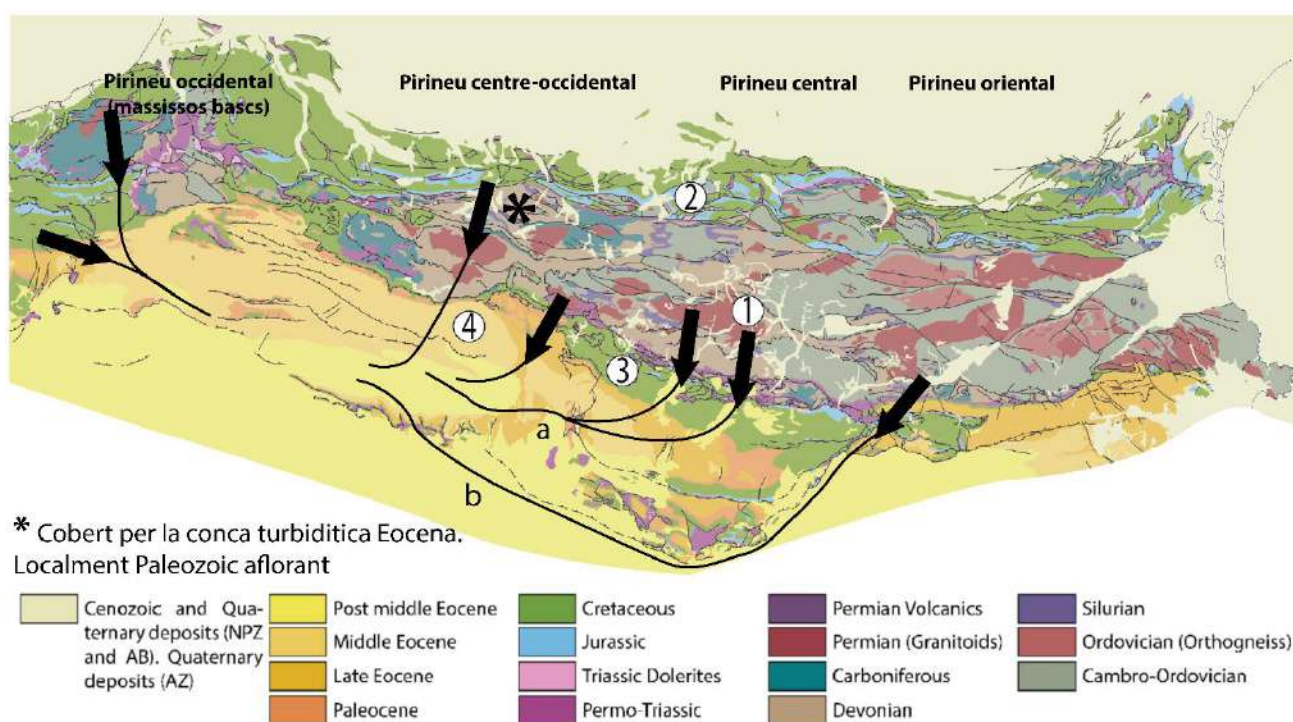 Pirineu occidental
(massissos bascs)
Pirineu centre-occidental
Pirineu central
Pirineu oriental
*
2
1
4
3
a
b
* Cobert per la conca turbiditica Eocena.
Localment Paleozoic aflorant
Cenozoic and Qua-
ternary deposits (NPZ
and AB). Quaternary
deposits (AZ)
Post middle Eocene
Middle Eocene
Late Eocene
Paleocene
Cretaceous
Jurassic
Triassic Dolerites
Permo-Triassic
Permian Volcanics
Permian (Granitoids)
Carboniferous
Devonian
Silurian
Ordovician (Orthogneiss)
Cambro-Ordovician